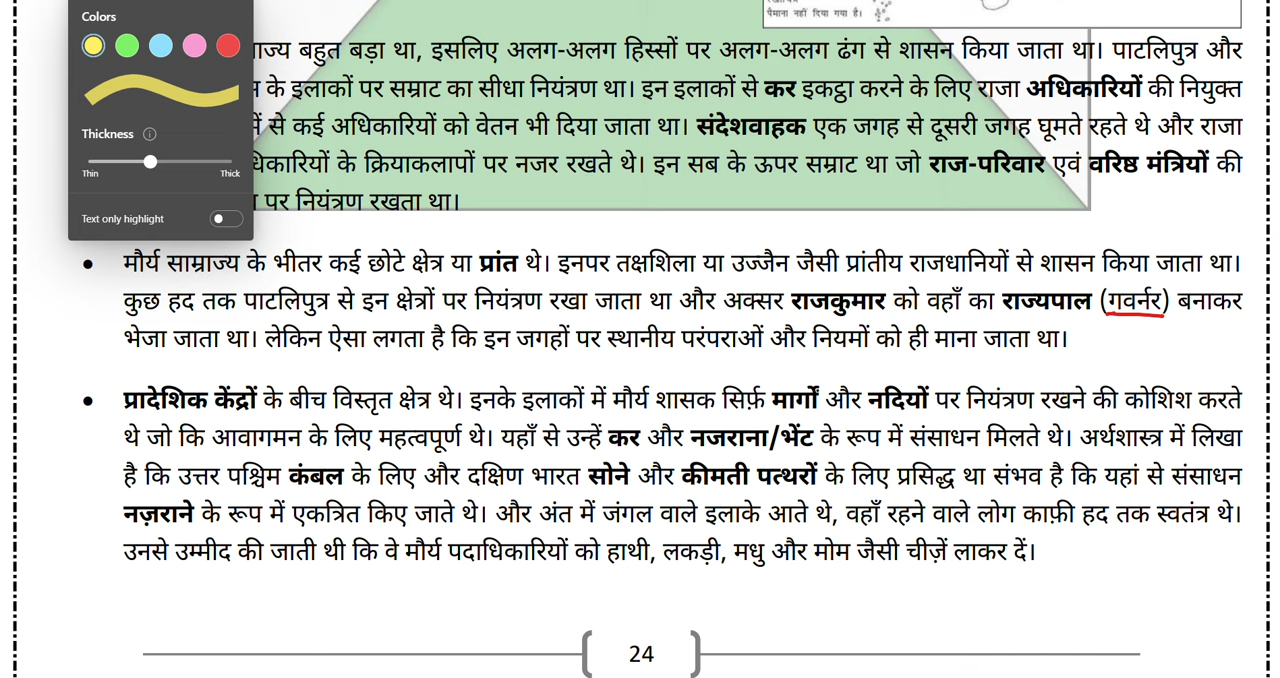 Colors
पैमाना नहीं दिया गया है।
बहुत बड़ा था, इसलिए अलग-अलग हिस्सों पर अलग-अलग ढंग से शासन किया जाता था। पाटलिपुत्र और
के इलाकों पर सम्राट का सीधा नियंत्रण था। इन इलाकों से कर इकट्ठा करने के लिए राजा अधिकारियों की नियुक्त
से कई अधिकारियों को वेतन भी दिया जाता था। संदेशवाहक एक जगह से दूसरी जगह घूमते रहते थे और राजा
Thickness
के क्रियाकलापों पर नजर रखते थे। इन सब के ऊपर सम्राट था जो राज-परिवार एवं वरिष्ठ मंत्रियों की
Thin Thick
पर नियंत्रण रखता था।
Text only highlight
• मौर्य साम्राज्य के भीतर कई छोटे क्षेत्र या प्रांत थे। इनपर तक्षशिला या उज्जैन जैसी प्रांतीय राजधानियों से शासन किया जाता था।
कुछ हद तक पाटलिपुत्र से इन क्षेत्रों पर नियंत्रण रखा जाता था और अक्सर राजकुमार को वहाँ का राज्यपाल (गवर्नर) बनाकर
भेजा जाता था। लेकिन ऐसा लगता है कि इन जगहों पर स्थानीय परंपराओं और नियमों को ही माना जाता था।
• प्रादेशिक केंद्रों के बीच विस्तृत क्षेत्र थे। इनके इलाकों में मौर्य शासक सिर्फ़ मार्गों और नदियों पर नियंत्रण रखने की कोशिश करते
थे जो कि आवागमन के लिए महत्वपूर्ण थे। यहाँ से उन्हें कर और नजराना/भेंट के रूप में संसाधन मिलते थे। अर्थशास्त्र में लिखा
है कि उत्तर पश्चिम कंबल के लिए और दक्षिण भारत सोने और कीमती पत्थरों के लिए प्रसिद्ध था संभव है कि यहां से संसाधन
नज़राने के रूप में एकत्रित किए जाते थे। और अंत में जंगल वाले इलाके आते थे, वहाँ रहने वाले लोग काफ़ी हद तक स्वतंत्र थे।
उनसे उम्मीद की जाती थी कि वे मौर्य पदाधिकारियों को हाथी, लकड़ी, मधु और मोम जैसी चीज़ें लाकर दें।
24